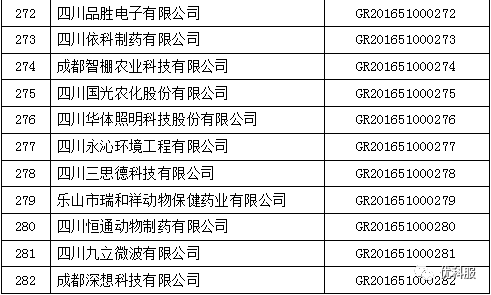 272 四川品胜电子有限公司 GR201651000272
273 四川依科制药有限公司 GR201651000273
274 成都智棚农业科技有限公司 GR201651000274
275 四川国光农化股份有限公司 GR201651000275
276 四川华体照明科技股份有限公司 GR201651000276
277 四川永沁环境工程有限公司 GR201651000277
278 四川三思德科技有限公司 GR201651000278
279 乐山市瑞和祥动物保健药业有限公司 GR201651000279
280 四川恒通动物制药有限公司 GR201651000280
281 四川九立微波有限公司 GR201651000281
282 成都深想科技有限公司 GR201651000282
优科服